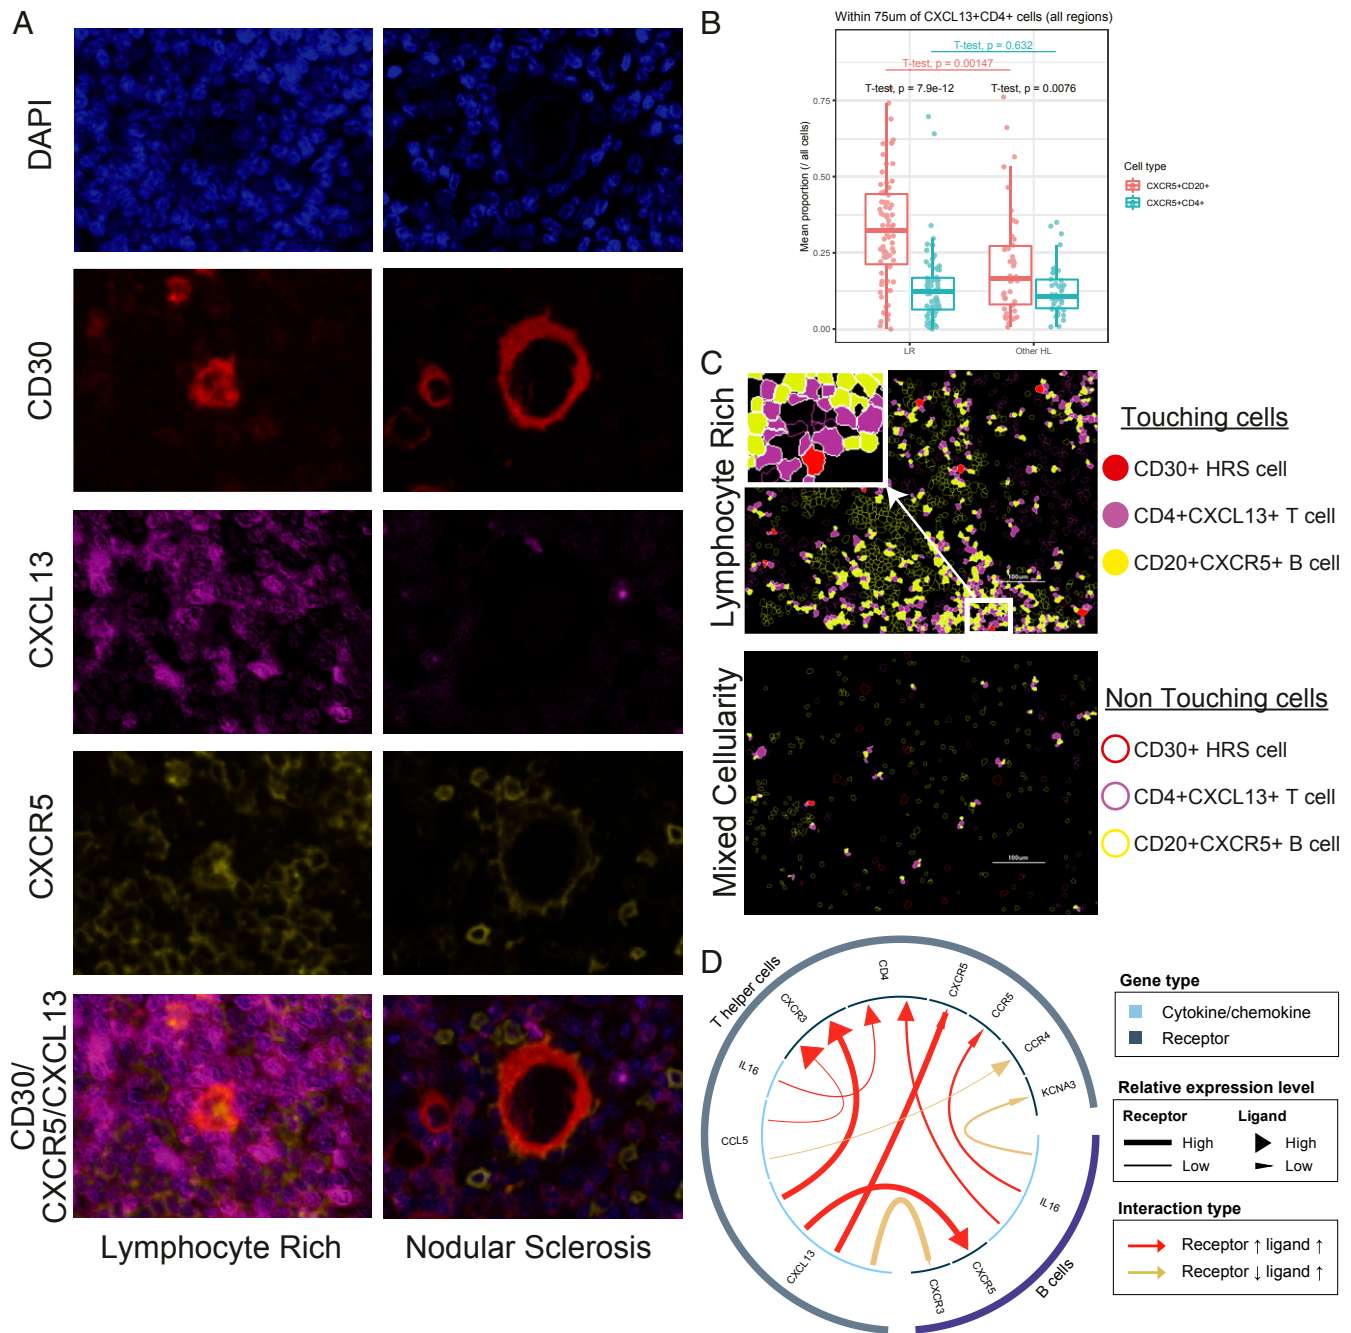 A
DAPI
CD30
CXCL13
CXCR5
CD30/
CXCR5/CXCL13
Lymphocyte Rich
Nodular Sclerosis
B
Within 75um of CXCL13+CD4+ cells (all regions)
T-test, p = 0.632
T-test, p = 0.00147
T-test, p = 7.9e-12
T-test, p = 0.0076
Mean proportion (/ all cells)
0.75
0.50
0.25
0.00
LR
Other HL
Cell type
CXCR5+CD20+
CXCR5+CD4+
C
Lymphocyte Rich
100um
Mixed Cellularity
100um
Touching cells
CD30+ HRS cell
CD4+CXCL13+ T cell
CD20+CXCR5+ B cell
Non Touching cells
CD30+ HRS cell
CD4+CXCL13+ T cell
CD20+CXCR5+ B cell
D
T helper cells
B cells
CXCR3
CD4
CXCR5
CCR5
CCR4
KCNA3
IL16
CCL5
CXCL13
CXCR3
CXCR5
IL16
Gene type
Cytokine/chemokine
Receptor
Relative expression level
Receptor
Ligand
High
High
Low
Low
Interaction type
Receptor ↑ ligand ↑
Receptor ↓ ligand ↑